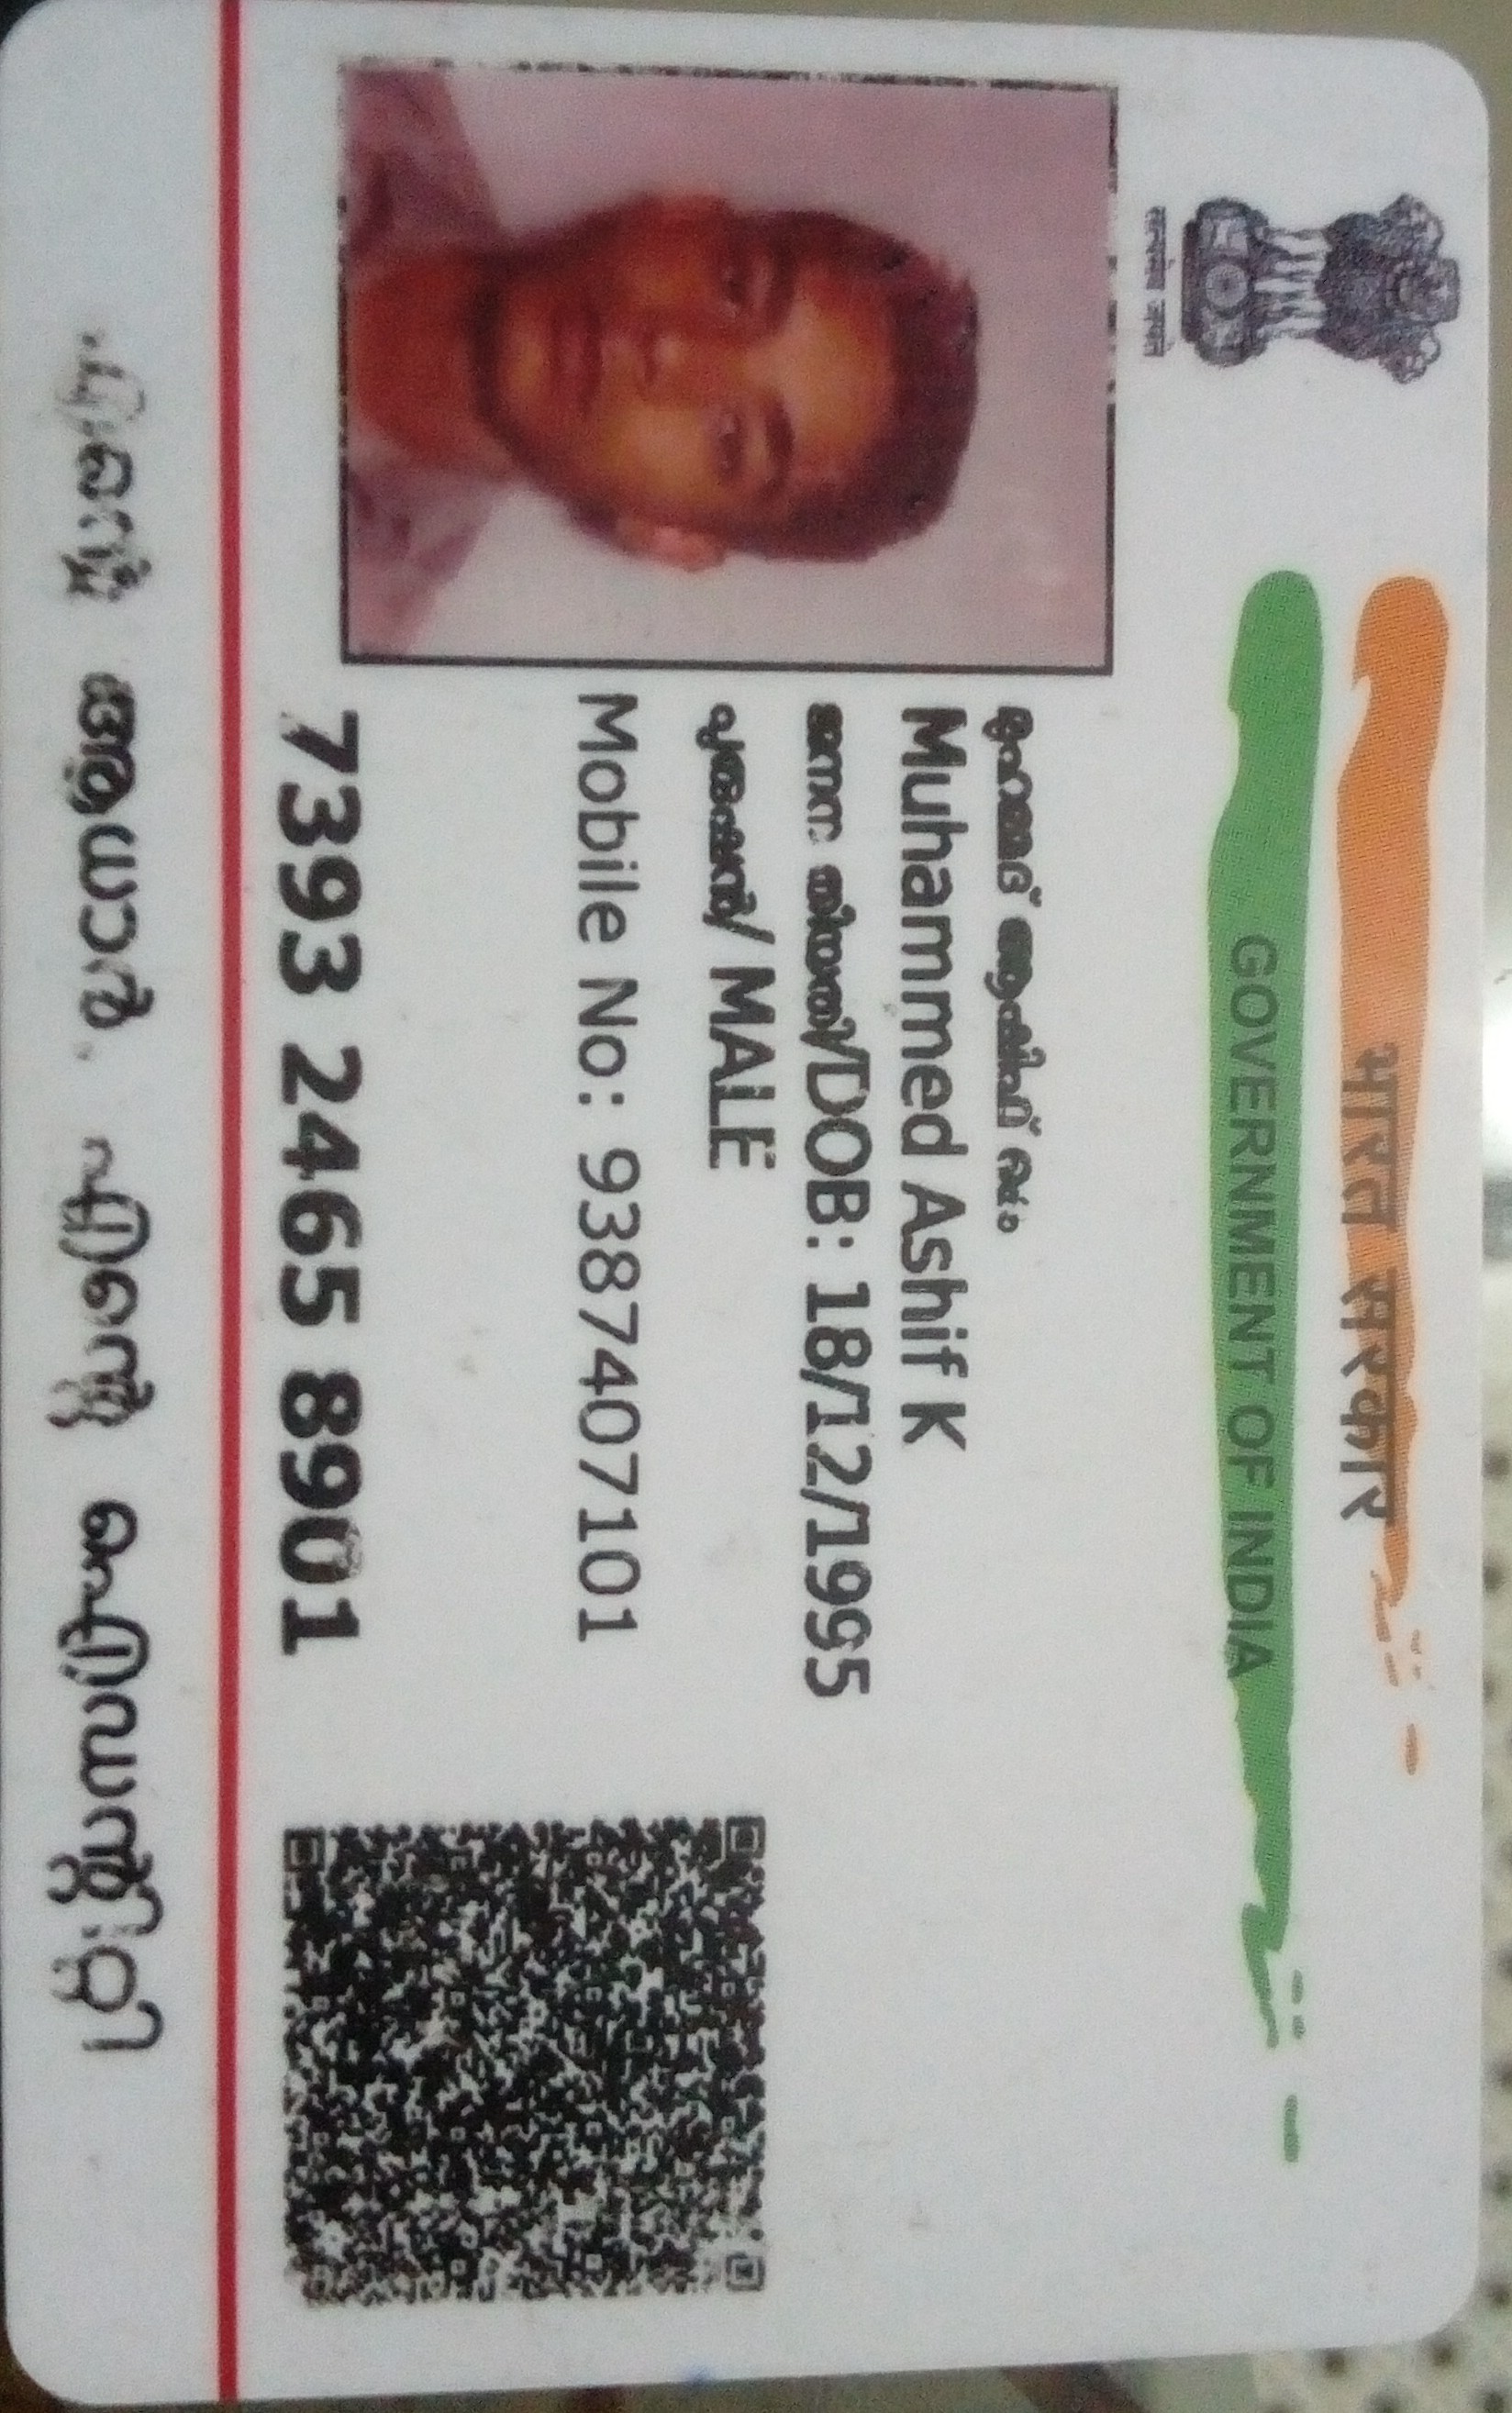 भारत सरकार
GOVERNMENT OF INDIA
सत्यमेव जयते
മുഹമ്മദ് ആഷിഫ്
Muhammed Ashif K
ജനന തിയതി/DOB: 18/12/1995
പുരുഷൻ/ MALE
Mobile No: 9387407101
7393 2465 8901
എന്റെ ആധാർ. എന്റെ ഐഡന്റിറ്റി